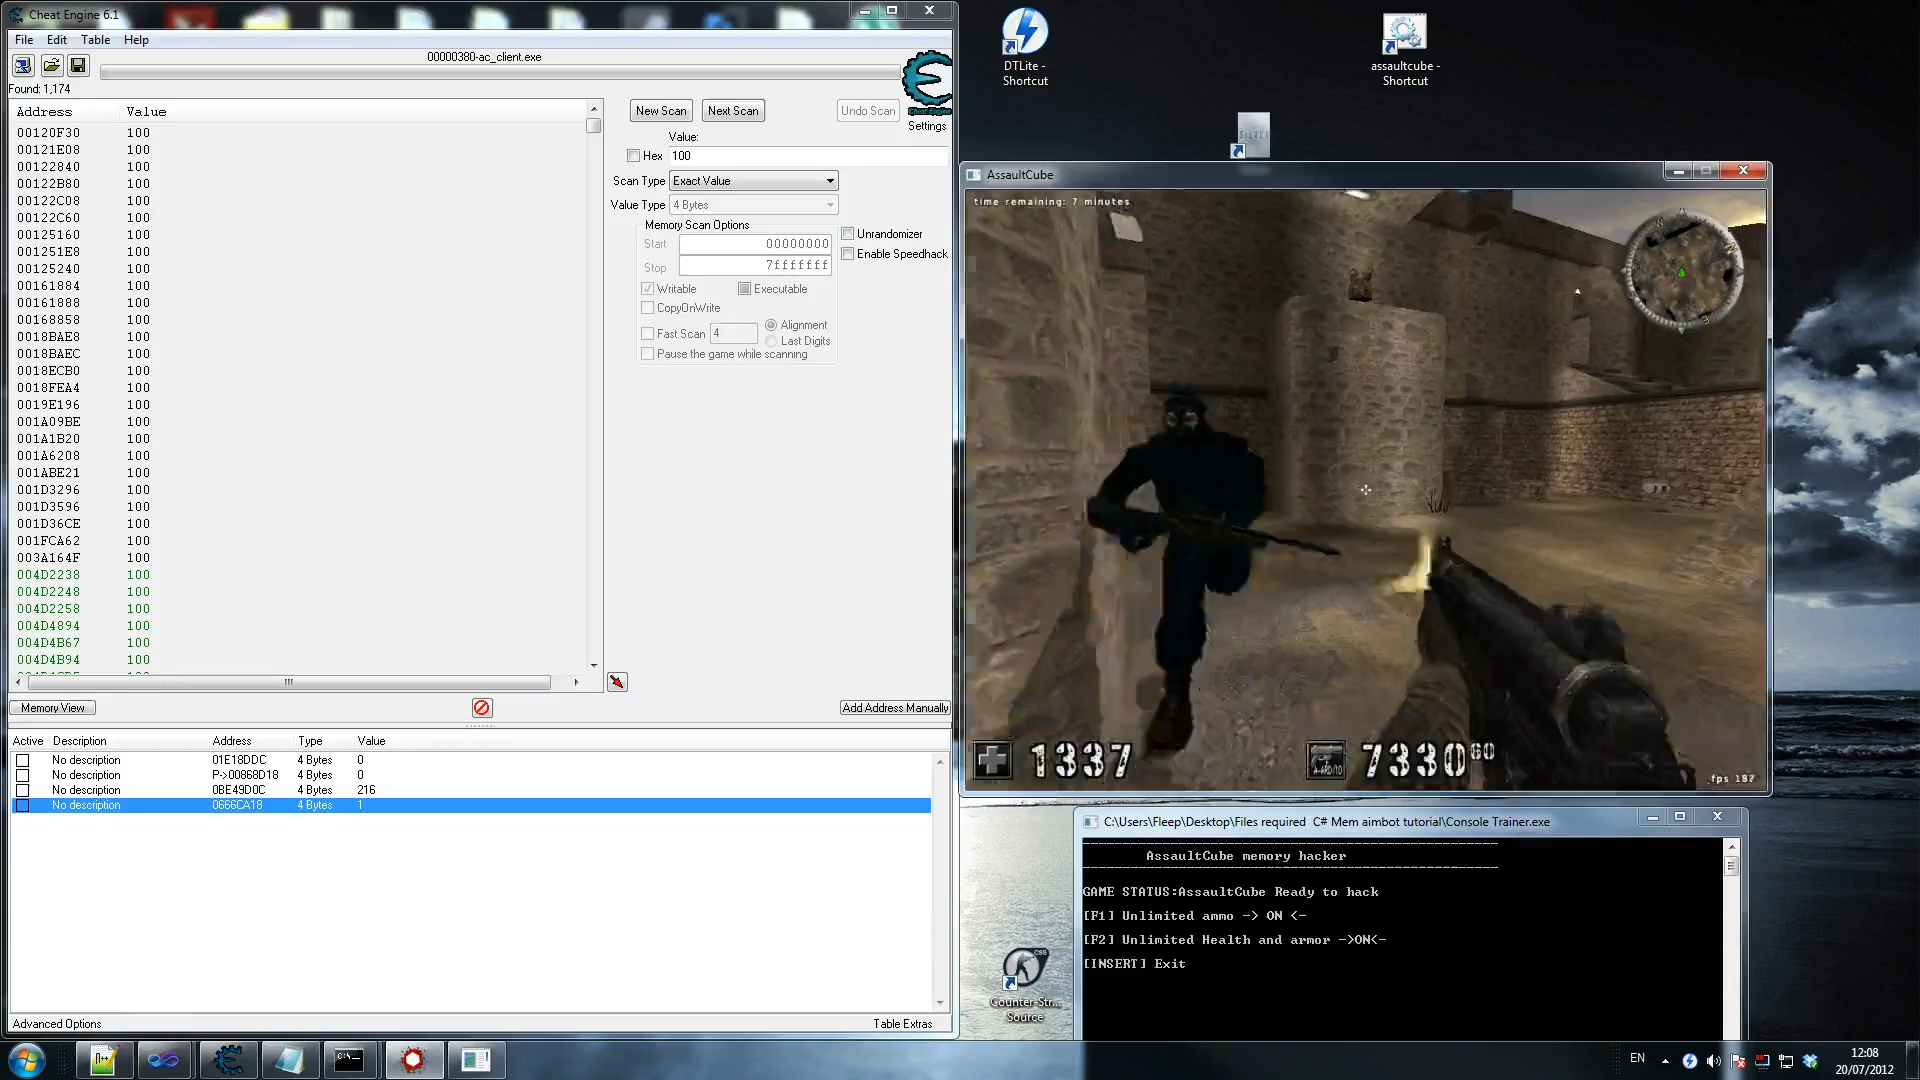 Cheat Engine 6.1
File Edit Table Help
00000380-ac_client.exe
Found: 1,174
Settings
Address Value
00120F30 100
00121E08 100
00122840 100
00122B80 100
00122C08 100
00122C60 100
00125160 100
001251E8 100
00125240 100
00161884 100
00161888 100
00168858 100
0018BAE8 100
0018BAEC 100
0018ECB0 100
0018FEA4 100
0019E196 100
001A09BE 100
001A1B20 100
001A6208 100
001ABE21 100
001D3296 100
001D3596 100
001D36CE 100
001FCA62 100
003A164F 100
004D2238 100
004D2248 100
004D2258 100
004D4894 100
004D4B67 100
004D4B94 100
New Scan Next Scan Undo Scan
Value:
Hex 100
Scan Type Exact Value
Value Type 4 Bytes
Memory Scan Options
Start 00000000
Stop 7fffffff
Writable Executable
CopyOnWrite
Fast Scan 4 Alignment
Last Digits
Pause the game while scanning
Unrandomizer
Enable Speedhack
Memory View
Add Address Manually
Active Description Address Type Value
No description 01E18DDC 4 Bytes 0
No description P->00868D18 4 Bytes 0
No description 0BE49D0C 4 Bytes 216
No description 0666CA18 4 Bytes 1
Advanced Options
Table Extras
DTLite -
Shortcut
assaultcube -
Shortcut
AssaultCube
time remaining: 7 minutes
1337
A-ARD/10
7330 60
fps 187
C:\Users\Fleep\Desktop\Files required  C# Mem aimbot tutorial\Console Trainer.exe
AssaultCube memory hacker
GAME STATUS:AssaultCube Ready to hack
[F1] Unlimited ammo -> ON <-
[F2] Unlimited Health and armor ->ON<-
[INSERT] Exit
CSS
Counter-Str...
Source
EN
12:08
20/07/2012